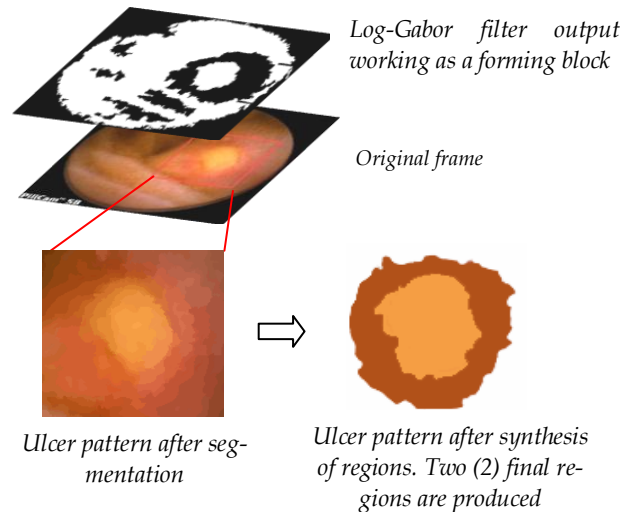 Log-Gabor filter output
working as a forming block
Original frame
PillCam™ SB
Ulcer pattern after seg-
mentation
Ulcer pattern after synthesis
of regions. Two (2) final re-
gions are produced